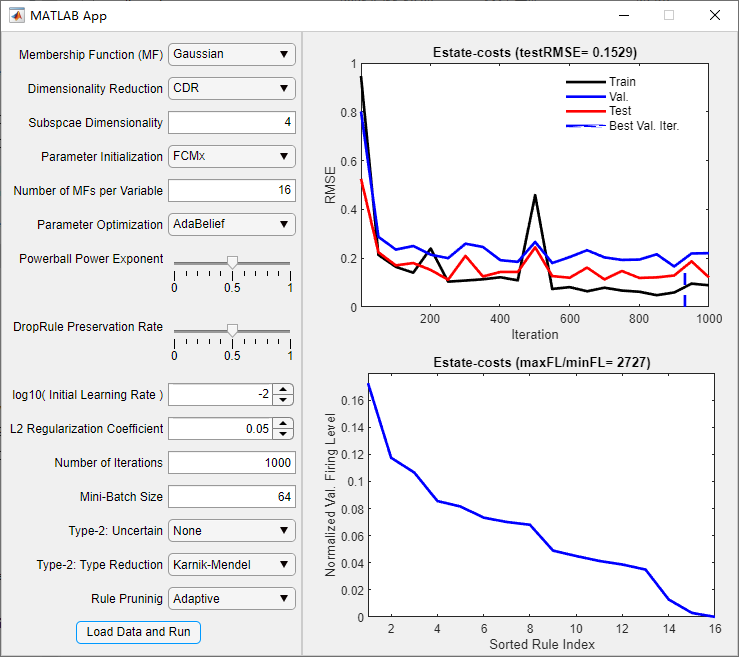 MATLAB App
Membership Function (MF) Gaussian
Dimensionality Reduction CDR
Subspcae Dimensionality 4
Parameter Initialization FCMx
Number of MFs per Variable 16
Parameter Optimization AdaBelief
Powerball Power Exponent
0 0.5 1
DropRule Preservation Rate
0 0.5 1
log10( Initial Learning Rate ) -2
L2 Regularization Coefficient 0.05
Number of Iterations 1000
Mini-Batch Size 64
Type-2: Uncertain None
Type-2: Type Reduction Karnik-Mendel
Rule Pruninig Adaptive
Load Data and Run
Estate-costs (testRMSE= 0.1529)
1
0.8
0.6
0.4
0.2
0
RMSE
Train
Val.
Test
Best Val. Iter.
200 400 600 800 1000
Iteration
Estate-costs (maxFL/minFL= 2727)
0.16
0.14
0.12
0.1
0.08
0.06
0.04
0.02
0
Normalized Val. Firing Level
2 4 6 8 10 12 14 16
Sorted Rule Index